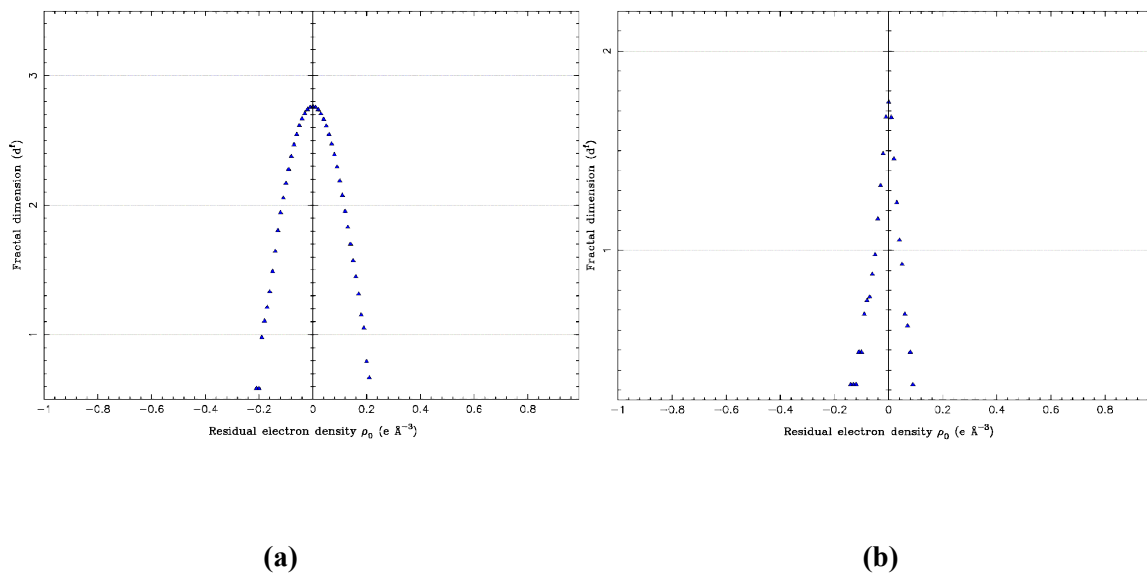 3
2
1
Fractal dimension (dᶠ)
−1 −0.8 −0.6 −0.4 −0.2 0 0.2 0.4 0.6 0.8
Residual electron density ρ₀ (e Å⁻³)
(a)
2
1
Fractal dimension (dᶠ)
−1 −0.8 −0.6 −0.4 −0.2 0 0.2 0.4 0.6 0.8
Residual electron density ρ₀ (e Å⁻³)
(b)